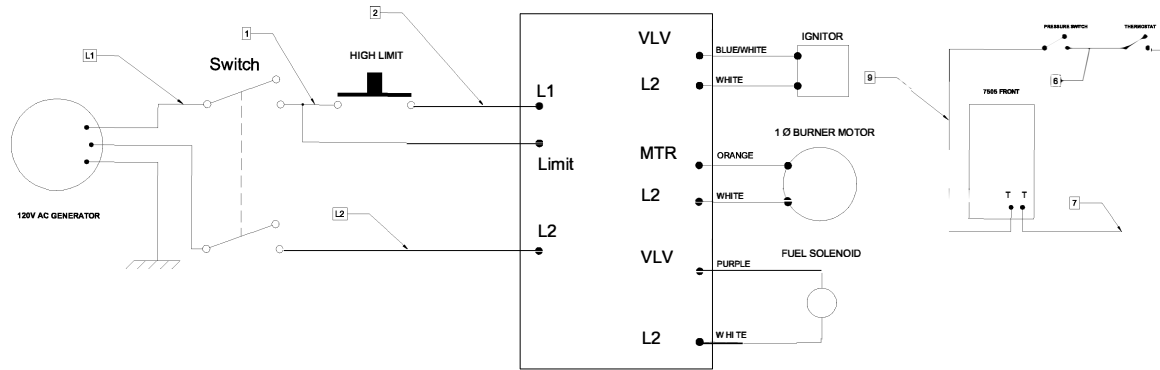 2
1
L1
Switch
HIGH LIMIT
120V AC GENERATOR
L2
L1
Limit
L2
VLV
BLUE/WHITE
IGNITOR
L2
WHITE
1 Ø BURNER MOTOR
MTR
ORANGE
L2
WHITE
FUEL SOLENOID
VLV
PURPLE
L2
WHITE
PRESSURE SWITCH
THERMOSTAT
9
6
7505 FRONT
T T
7